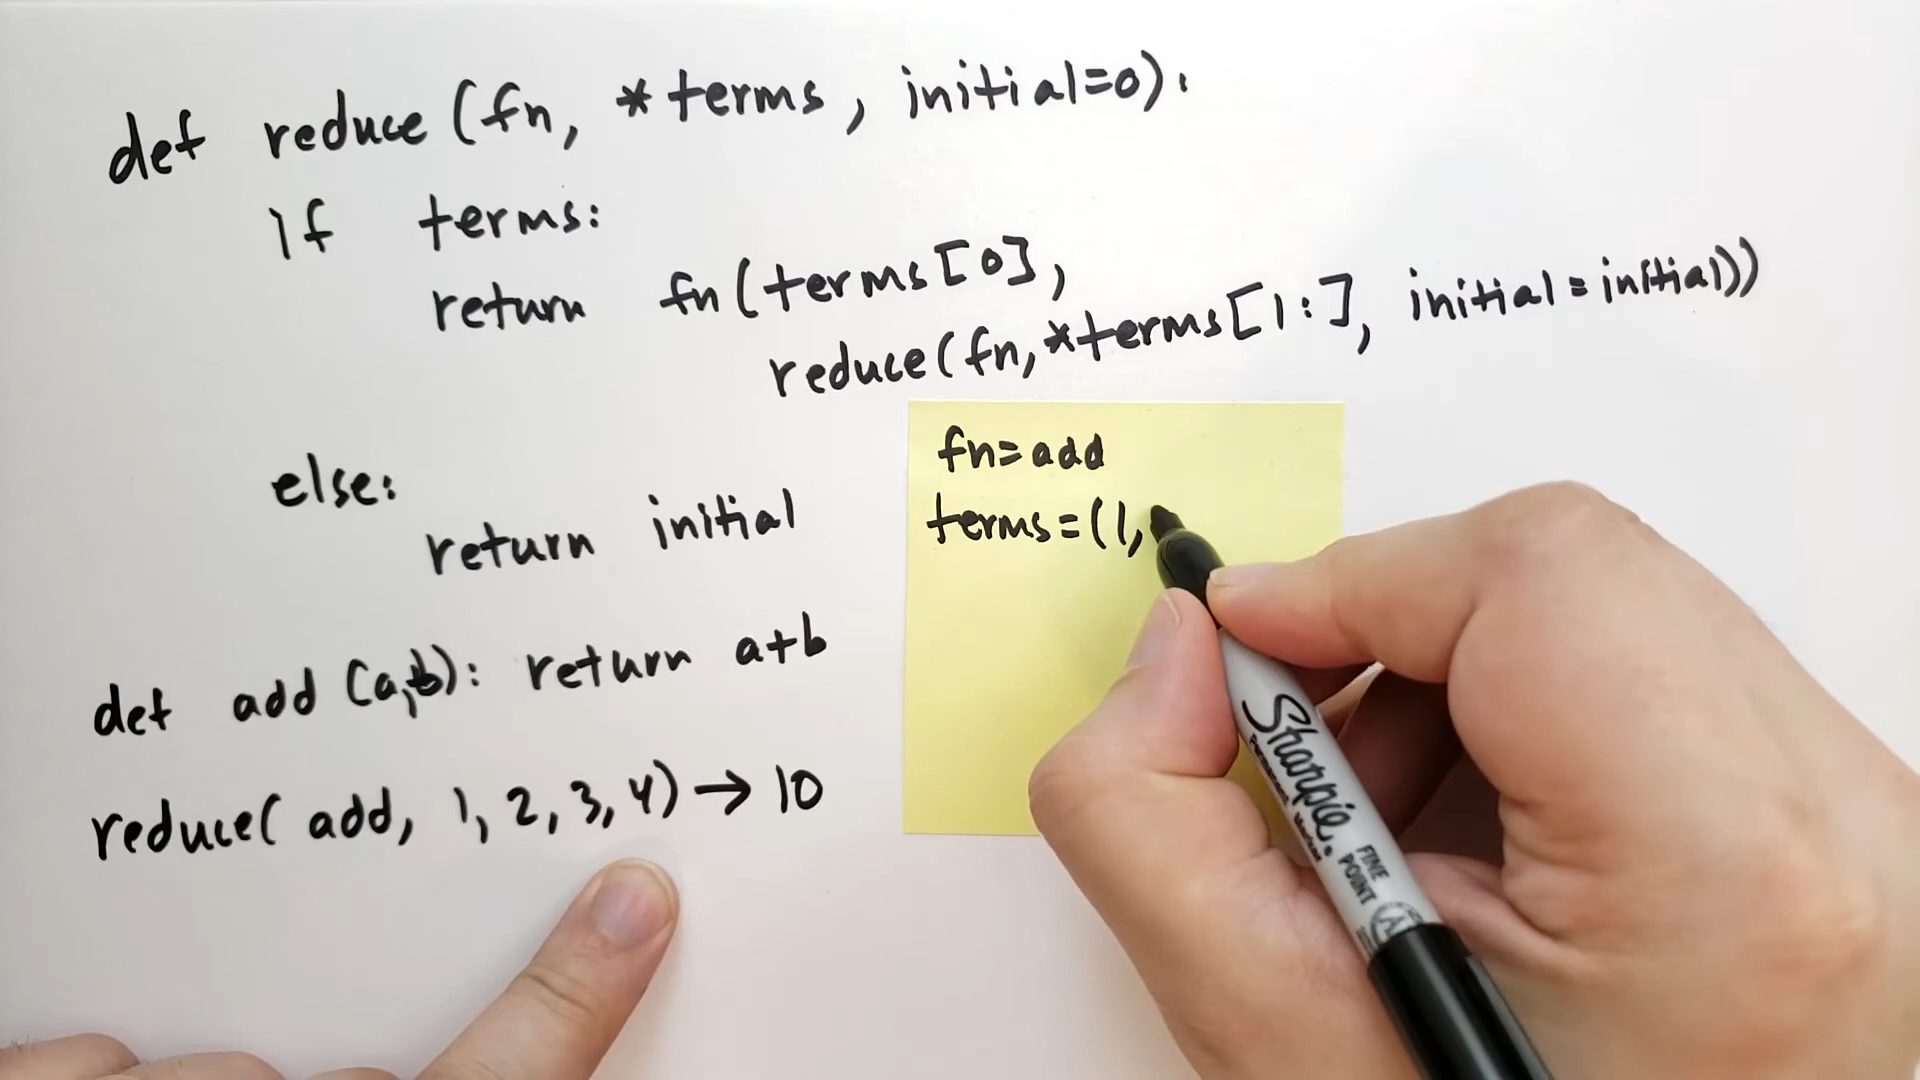 def reduce(fn, *terms, initial=0):
if terms:
return fn(terms[0],
reduce(fn,*terms[1:], initial=initial))
else:
return initial
def add (a,b): return a+b
reduce( add, 1, 2, 3, 4) → 10
fn=add
terms=(1,
Sharpie.
FINE
POINT